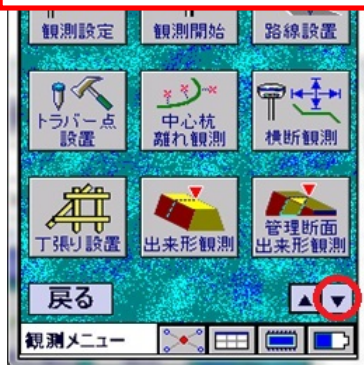 観測設定
観測開始
路線設置
トラバー点
設置
中心杭
離れ観測
横断観測
丁張り設置
出来形観測
管理断面
出来形観測
戻る
観測メニュー